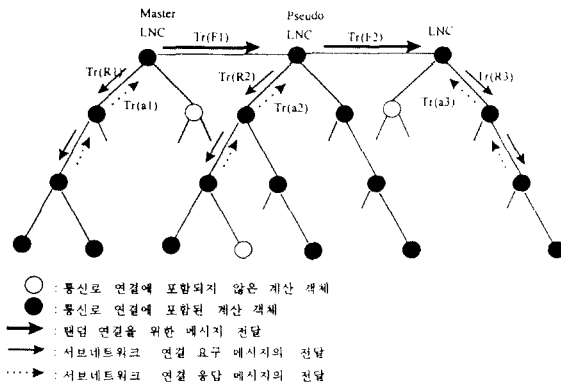 Master
LNC
Pseudo
LNC
LNC
Tr(F1)
Tr(F2)
Tr(R1)
Tr(a1)
Tr(R2)
Tr(a2)
Tr(R3)
Tr(a3)
: 통신로 연결에 포함되지 않은 계산 객체
: 통신로 연결에 포함된 계산 객체
: 탠덤 연결을 위한 메시지 전달
: 서브네트워크 연결 요구 메시지의 전달
: 서브네트워크 연결 응답 메시지의 전달